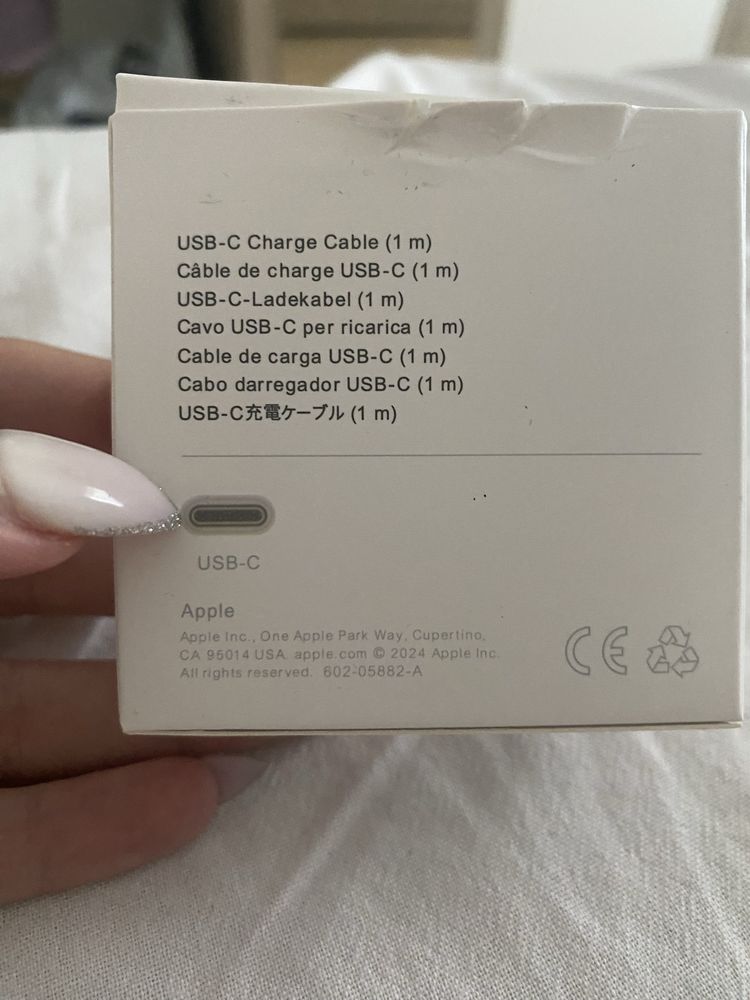 USB-C Charge Cable (1 m)
Câble de charge USB-C (1 m)
USB-C-Ladekabel (1 m)
Cavo USB-C per ricarica (1 m)
Cable de carga USB-C (1 m)
Cabo darregador USB-C (1 m)
USB-C充電ケーブル (1 m)
USB-C
Apple
Apple Inc., One Apple Park Way, Cupertino,
CA 95014 USA. apple.com © 2024 Apple Inc.
All rights reserved. 602-05882-A
CE